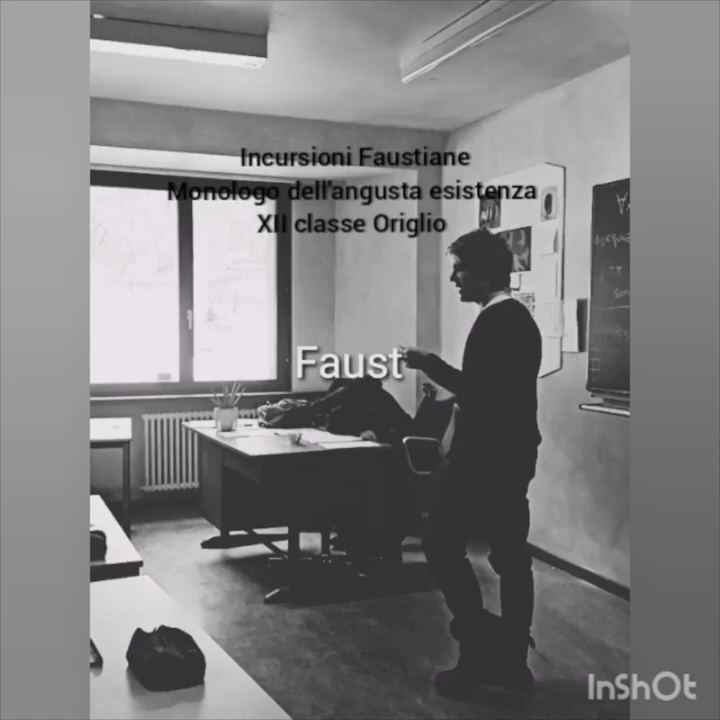 Incursioni Faustiane
Monologo dell'angusta esistenza
XII classe Origlio
Faust
InShOt